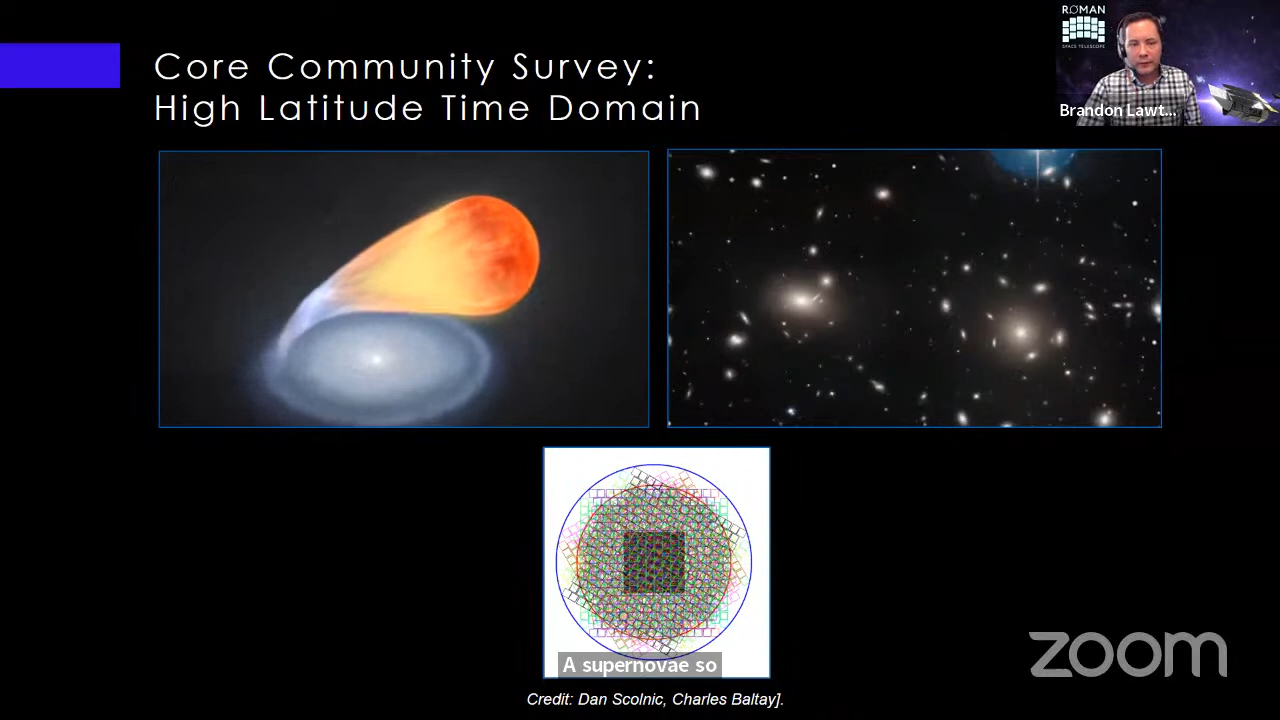 Core Community Survey:
High Latitude Time Domain
ROMAN
SPACE TELESCOPE
Brandon Lawt...
A supernovae so
Credit: Dan Scolnic, Charles Baltay].
zoom